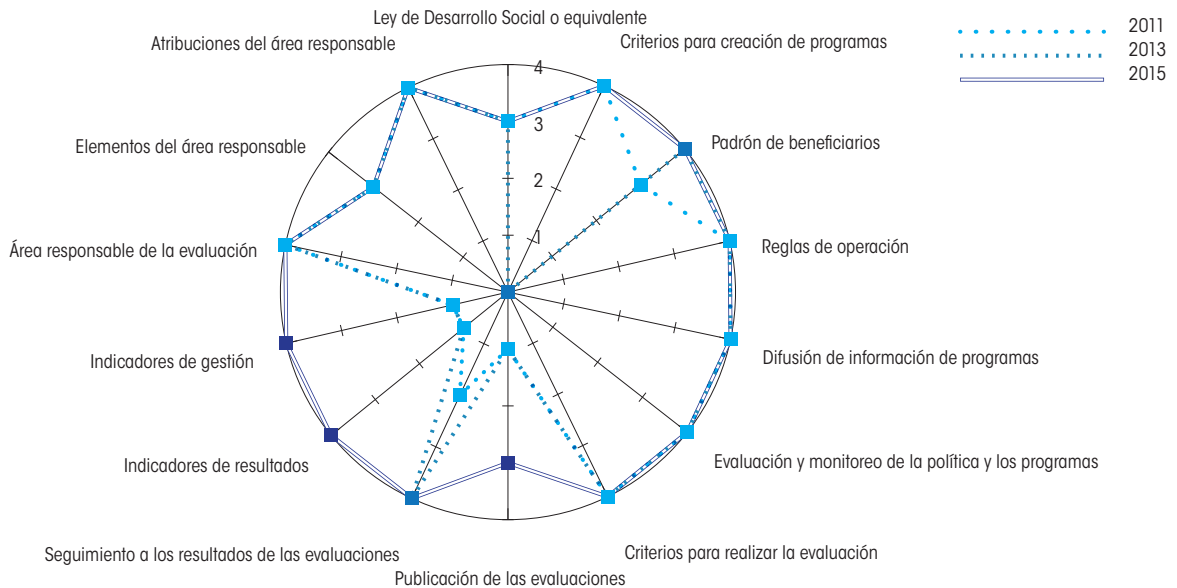 Ley de Desarrollo Social o equivalente
Atribuciones del área responsable
Criterios para creación de programas
2011
2013
2015
4
3
2
1
Elementos del área responsable
Padrón de beneficiarios
Área responsable de la evaluación
Reglas de operación
Indicadores de gestión
Difusión de información de programas
Indicadores de resultados
Evaluación y monitoreo de la política y los programas
Seguimiento a los resultados de las evaluaciones
Criterios para realizar la evaluación
Publicación de las evaluaciones